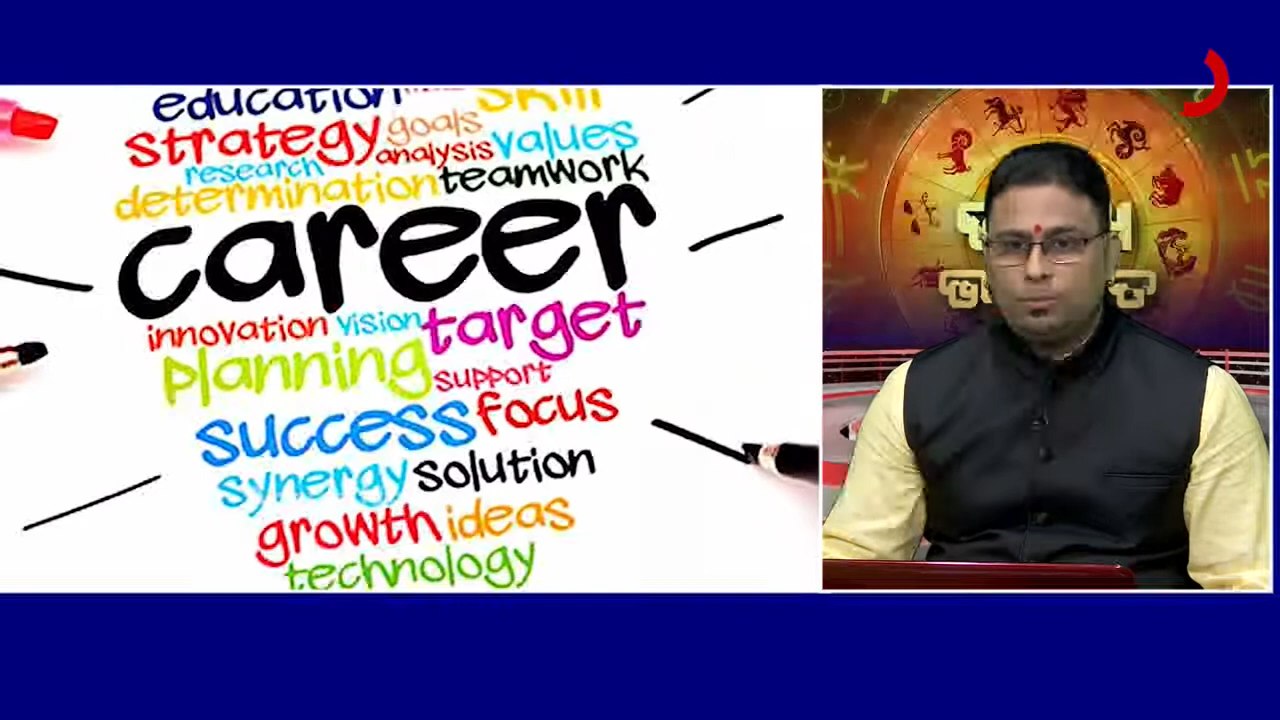 education skill
strategy goals values
research analysis
determination teamwork
career
innovation vision target
planning support
success focus
synergy solution
growth ideas
technology